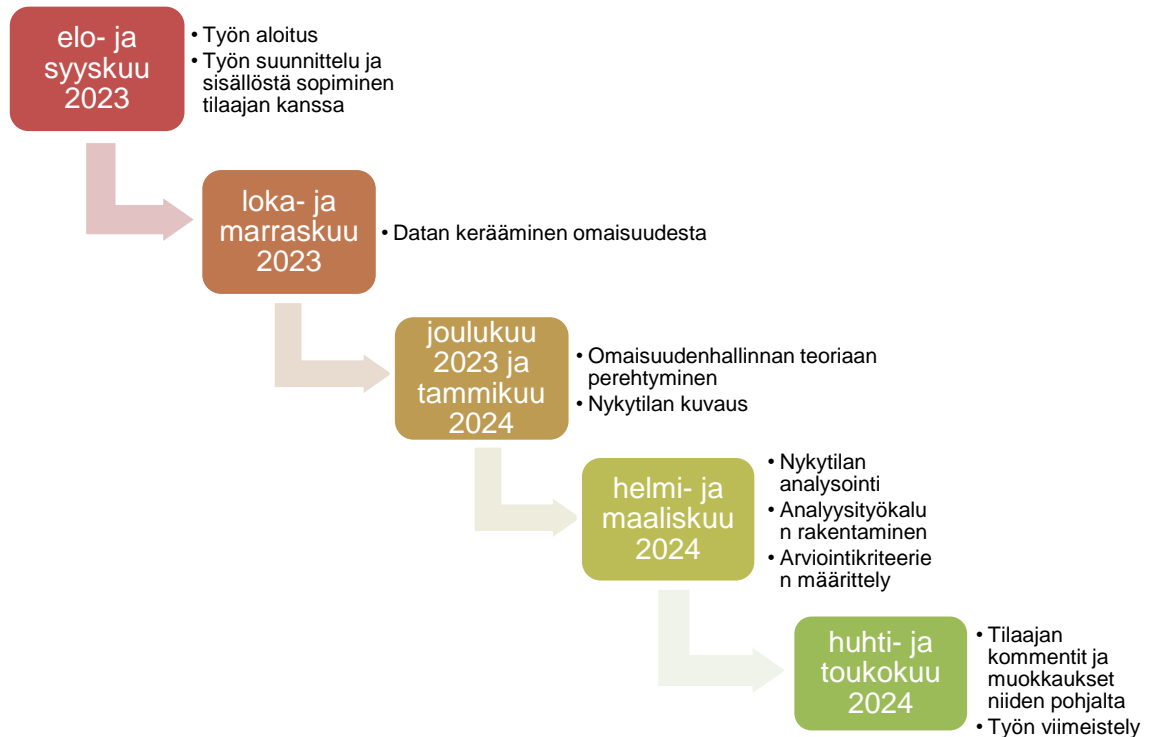 elo- ja
syyskuu
2023
• Työn aloitus
• Työn suunnittelu ja
sisällöstä sopiminen
tilaajan kanssa
loka- ja
marraskuu
2023
• Datan kerääminen omaisuudesta
joulukuu
2023 ja
tammikuu
2024
• Omaisuudenhallinnan teoriaan
perehtyminen
• Nykytilan kuvaus
helmi- ja
maaliskuu
2024
• Nykytilan
analysointi
• Analyysityökalu
n rakentaminen
• Arviointikriteerie
n määrittely
huhti- ja
toukokuu
2024
• Tilaajan
kommentit ja
muokkaukset
niiden pohjalta
• Työn viimeistely